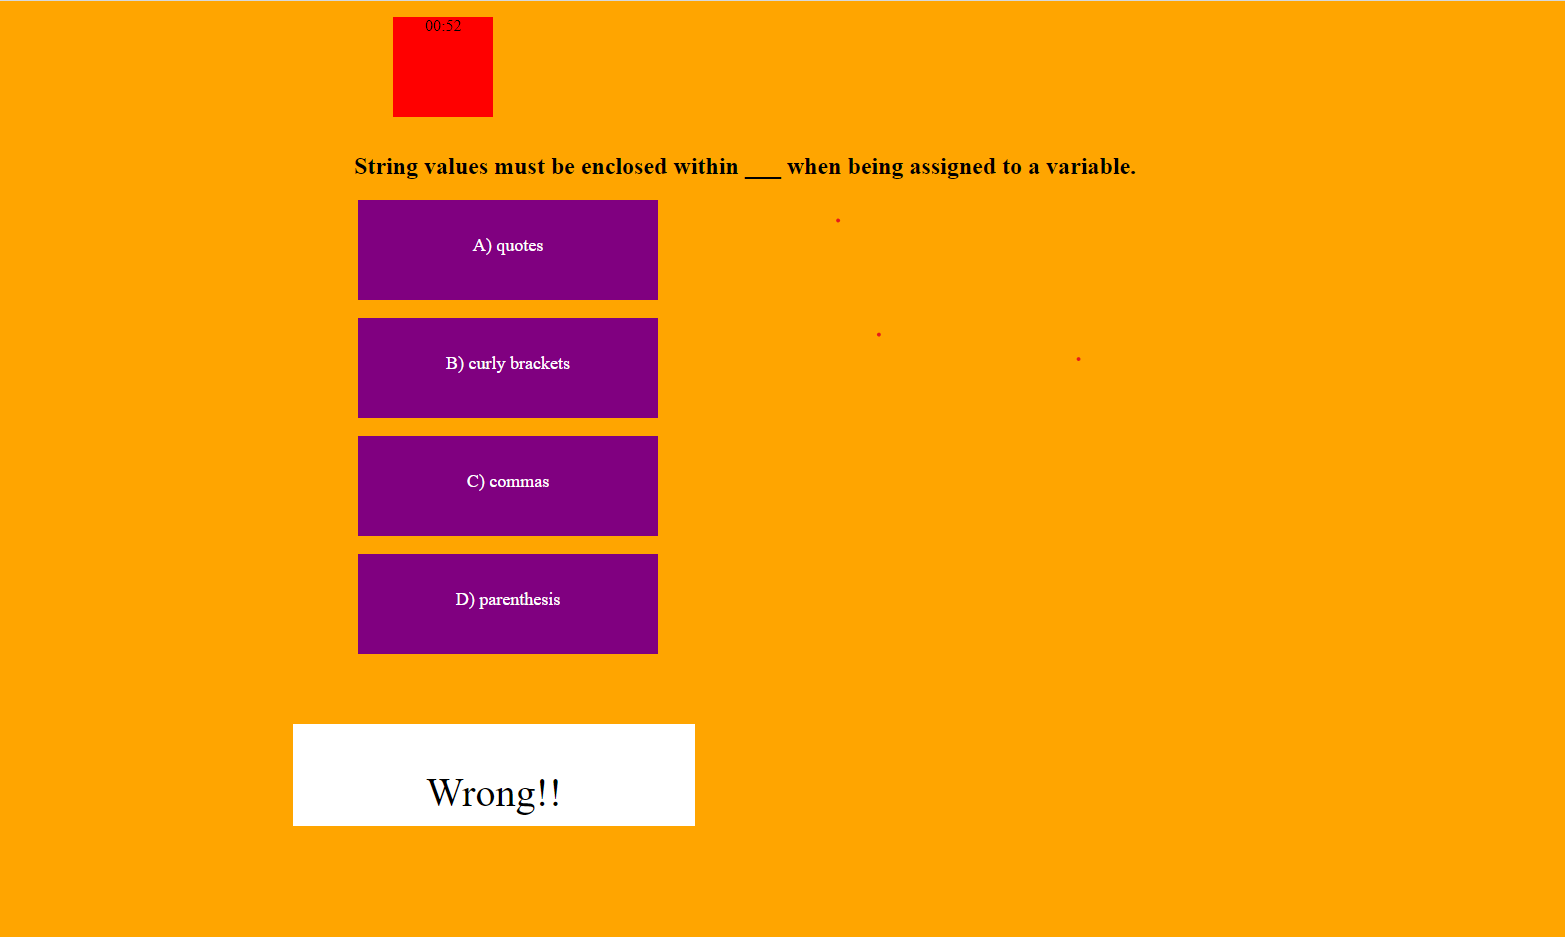 00:52
String values must be enclosed within ___ when being assigned to a variable.
A) quotes
B) curly brackets
C) commas
D) parenthesis
Wrong!!